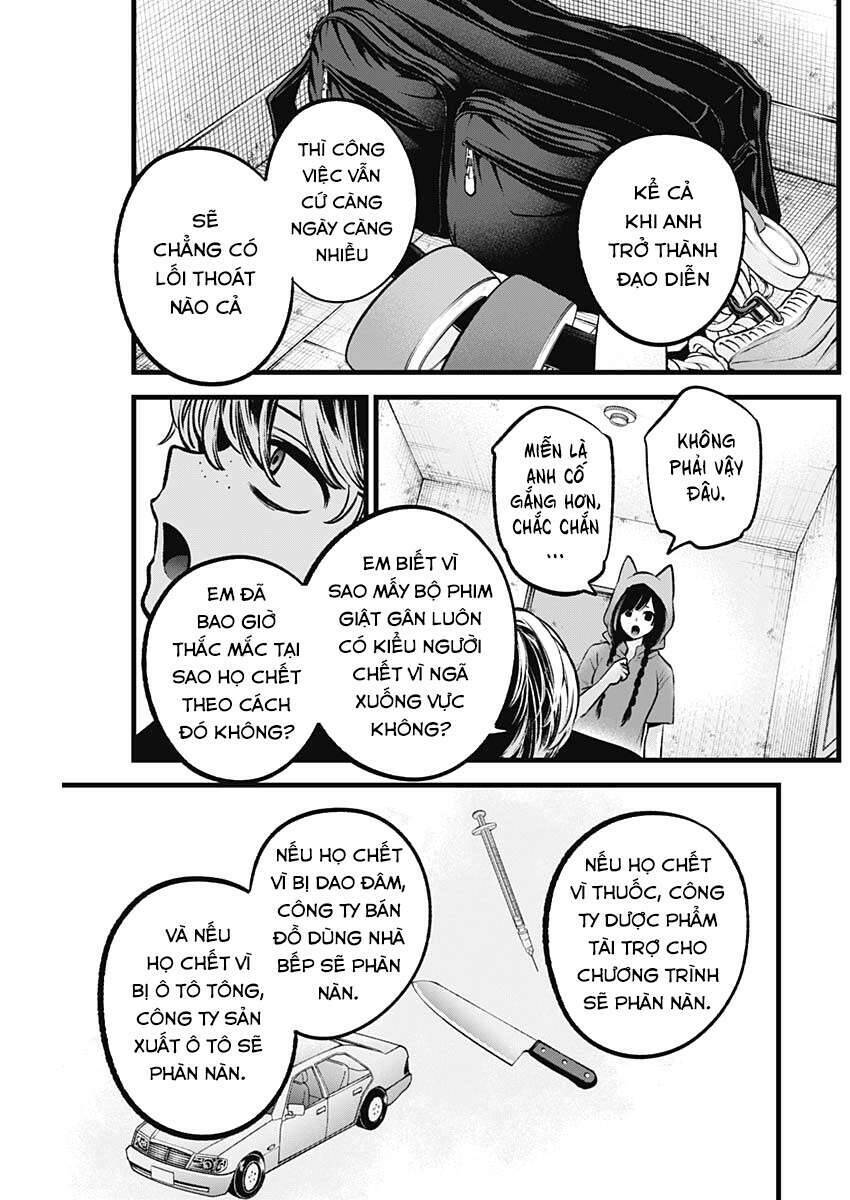 KỂ CẢ
KHI ANH
TRỞ THÀNH
ĐẠO DIỄN
THÌ CÔNG
VIỆC VẪN
CỨ CÀNG
NGÀY CÀNG
NHIỀU
SẼ
CHẲNG CÓ
LỐI THOÁT
NÀO CẢ
KHÔNG
PHẢI VẬY
ĐÂU.
MIỄN LÀ
ANH CỐ
GẮNG HƠN,
CHẮC CHẮN
...
EM BIẾT VÌ
SAO MẤY BỘ PHIM
GIẬT GÂN LUÔN
CÓ KIỂU NGƯỜI
CHẾT VÌ NGÃ
XUỐNG VỰC
KHÔNG?
EM ĐÃ
BAO GIỜ
THẮC MẮC TẠI
SAO HỌ CHẾT
THEO CÁCH
ĐÓ KHÔNG?
NẾU HỌ CHẾT
VÌ THUỐC, CÔNG
TY DƯỢC PHẨM
TÀI TRỢ CHO
CHƯƠNG TRÌNH
SẼ PHÀN NÀN.
NẾU HỌ CHẾT
VÌ BỊ DAO ĐÂM,
CÔNG TY BÁN
ĐỒ DÙNG NHÀ
BẾP SẼ PHÀN
NÀN.
VÀ NẾU
HỌ CHẾT VÌ
BỊ Ô TÔ TÔNG,
CÔNG TY SẢN
XUẤT Ô TÔ SẼ
PHÀN NÀN.